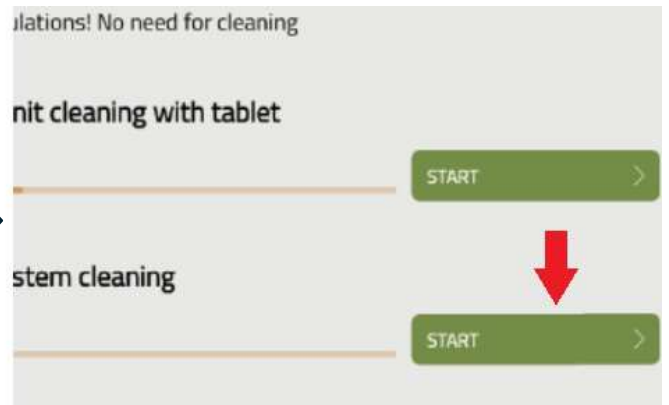 ulations! No need for cleaning
nit cleaning with tablet
START
stem cleaning
START